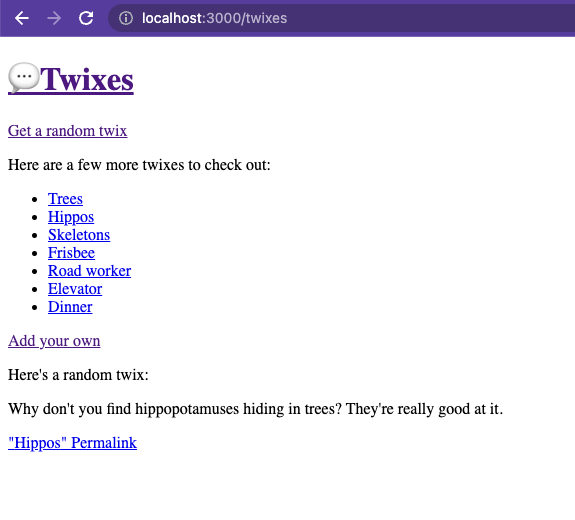 localhost:3000/twixes
💬Twixes
Get a random twix
Here are a few more twixes to check out:
Trees
Hippos
Skeletons
Frisbee
Road worker
Elevator
Dinner
Add your own
Here's a random twix:
Why don't you find hippopotamuses hiding in trees? They're really good at it.
"Hippos" Permalink